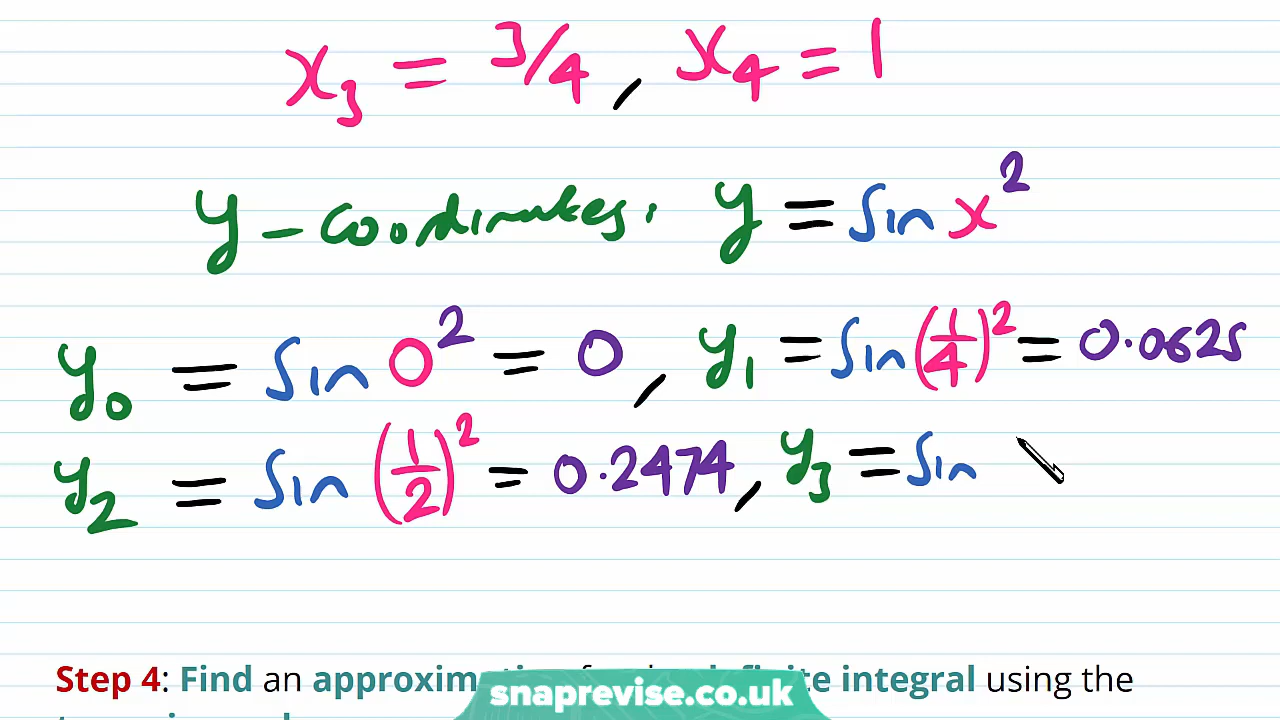 x₃ = 3/4, x₄ = 1
y - coordinates: y = sin x²
y₀ = sin 0² = 0, y₁ = sin(1/4)² = 0.0625
y₂ = sin(1/2)² = 0.2474, y₃ = sin
Step 4: Find an integral using the
snaprevise.co.uk